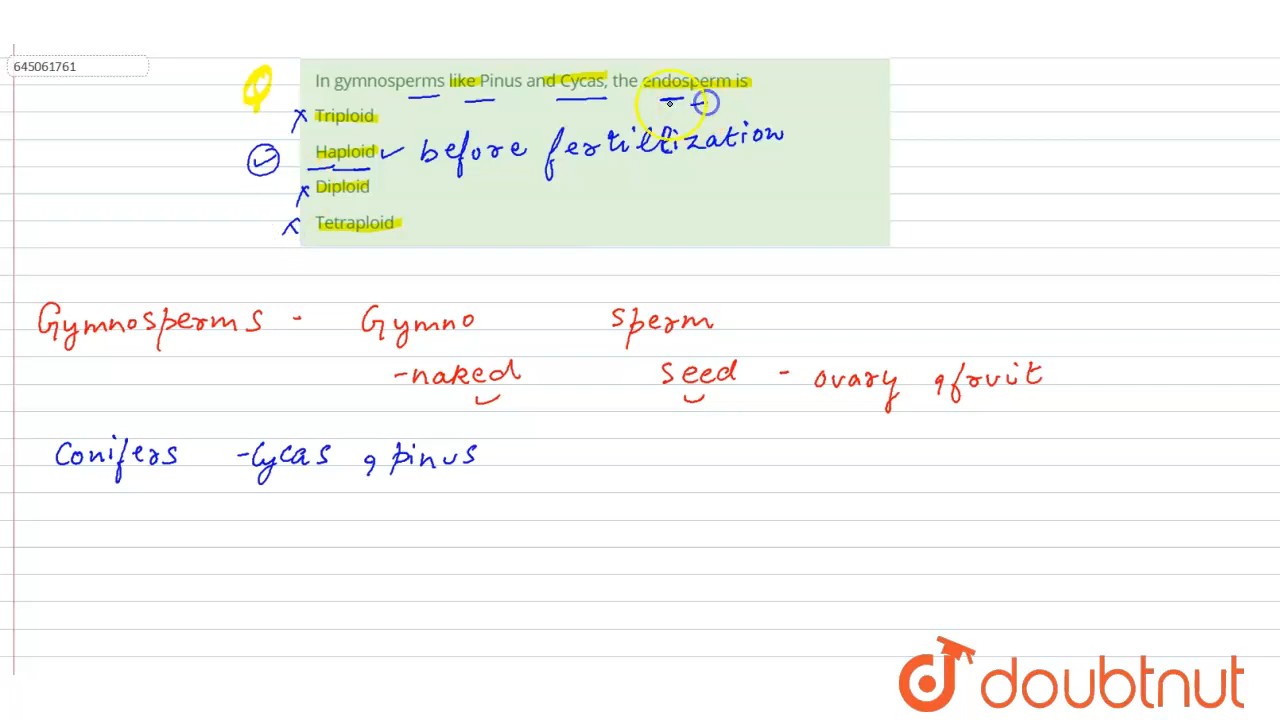 645061761
In gymnosperms like Pinus and Cycas, the endosperm is
Triploid
Haploid before fertilization
Diploid
Tetraploid
Gymnosperms - Gymno sperm
-naked seed - ovary, fruit
Conifers - Cycas, pinus
doubtnut